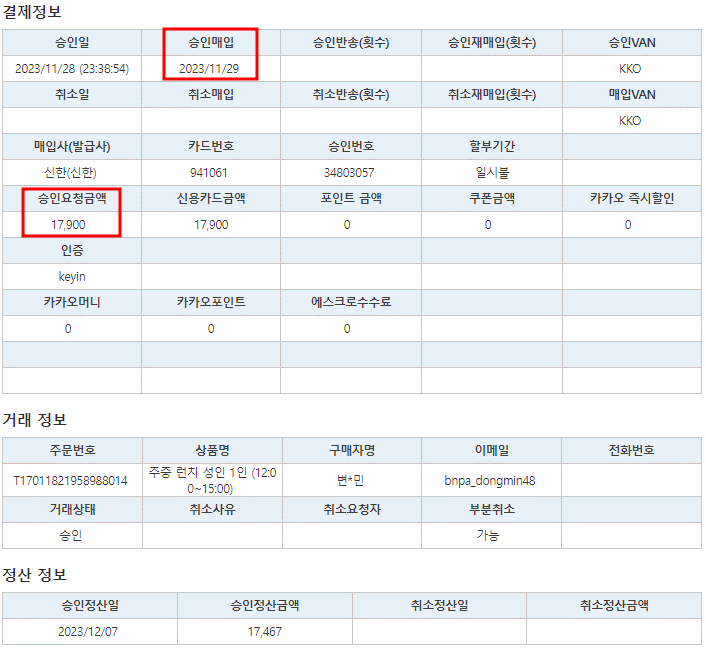 결제정보
승인일 승인매입 승인반송(횟수) 승인재매입(횟수) 승인VAN
2023/11/28 (23:38:54) 2023/11/29 KKO
취소일 취소매입 취소반송(횟수) 취소재매입(횟수) 매입VAN
KKO
매입사(발급사) 카드번호 승인번호 할부기간
신한(신한) 941061 34803057 일시불
승인요청금액 신용카드금액 포인트 금액 쿠폰금액 카카오 즉시할인
17,900 17,900 0 0 0
인증
keyin
카카오머니 카카오포인트 에스크로수수료
0 0 0
거래 정보
주문번호 상품명 구매자명 이메일 전화번호
T17011821958988014 주중 런치 성인 1인 (12:0 변*민 bnpa_dongmin48
0~15:00)
거래상태 취소사유 취소요청자 부분취소
승인 가능
정산 정보
승인정산일 승인정산금액 취소정산일 취소정산금액
2023/12/07 17,467